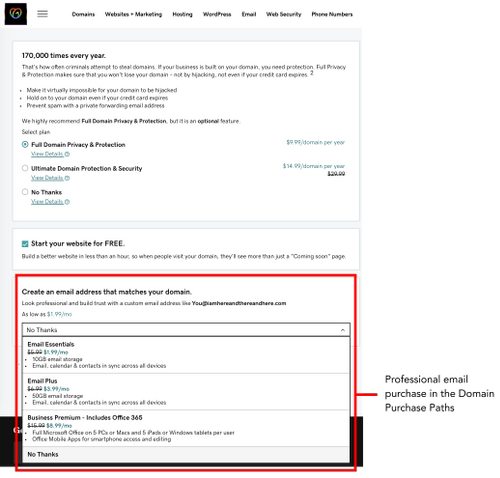 Domains Websites + Marketing Hosting WordPress Email Web Security Phone Numbers
170,000 times every year.
That's how often criminals attempt to steal domains. If your business is built on your domain, you need protection. Full Privacy
& Protection makes sure that you won't lose your domain - not by hijacking, not even if your credit card expires. 2
• Make it virtually impossible for your domain to be hijacked
• Hold on to your domain even if your credit card expires
• Prevent spam with a private forwarding email address
We highly recommend Full Domain Privacy & Protection, but it is an optional feature.
Select plan
Full Domain Privacy & Protection $9.99/domain per year
View Details
Ultimate Domain Protection & Security $14.99/domain per year
View Details $29.99
No Thanks
View Details
Start your website for FREE.
Build a better website in less than an hour, so when people visit your domain, they'll see more than just a "Coming soon" page.
Create an email address that matches your domain.
Look professional and build trust with a custom email address like You@iamhereandthereandhere.com
As low as $1.99/mo
No Thanks
Email Essentials
$5.99 $1.99/mo
• 10GB email storage
• Email, calendar & contacts in sync across all devices
Email Plus
$6.99 $3.99/mo
• 50GB email storage
• Email, calendar & contacts in sync across all devices
Business Premium - Includes Office 365
$15.99 $8.99/mo
• Full Microsoft Office on 5 PCs or Macs and 5 iPads or Windows tablets per user
• Office Mobile Apps for smartphone access and editing
No Thanks
Professional email
purchase in the Domain
Purchase Paths